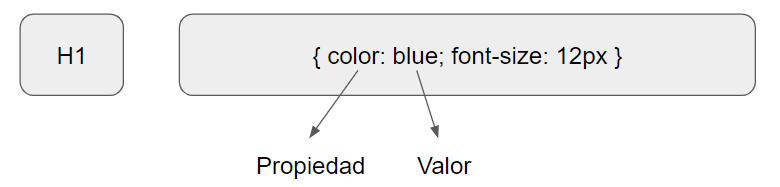 H1
{ color: blue; font-size: 12px }
Propiedad
Valor